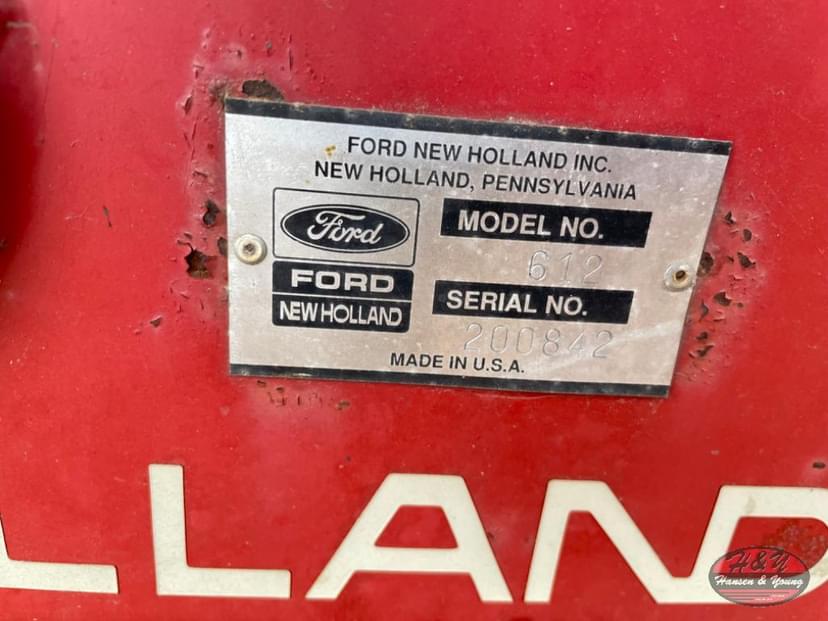 FORD NEW HOLLAND INC.
NEW HOLLAND, PENNSYLVANIA
Ford
FORD
NEW HOLLAND
MODEL NO.
612
SERIAL NO.
200842
MADE IN U.S.A.
LLAND
H&Y
Hansen & Young